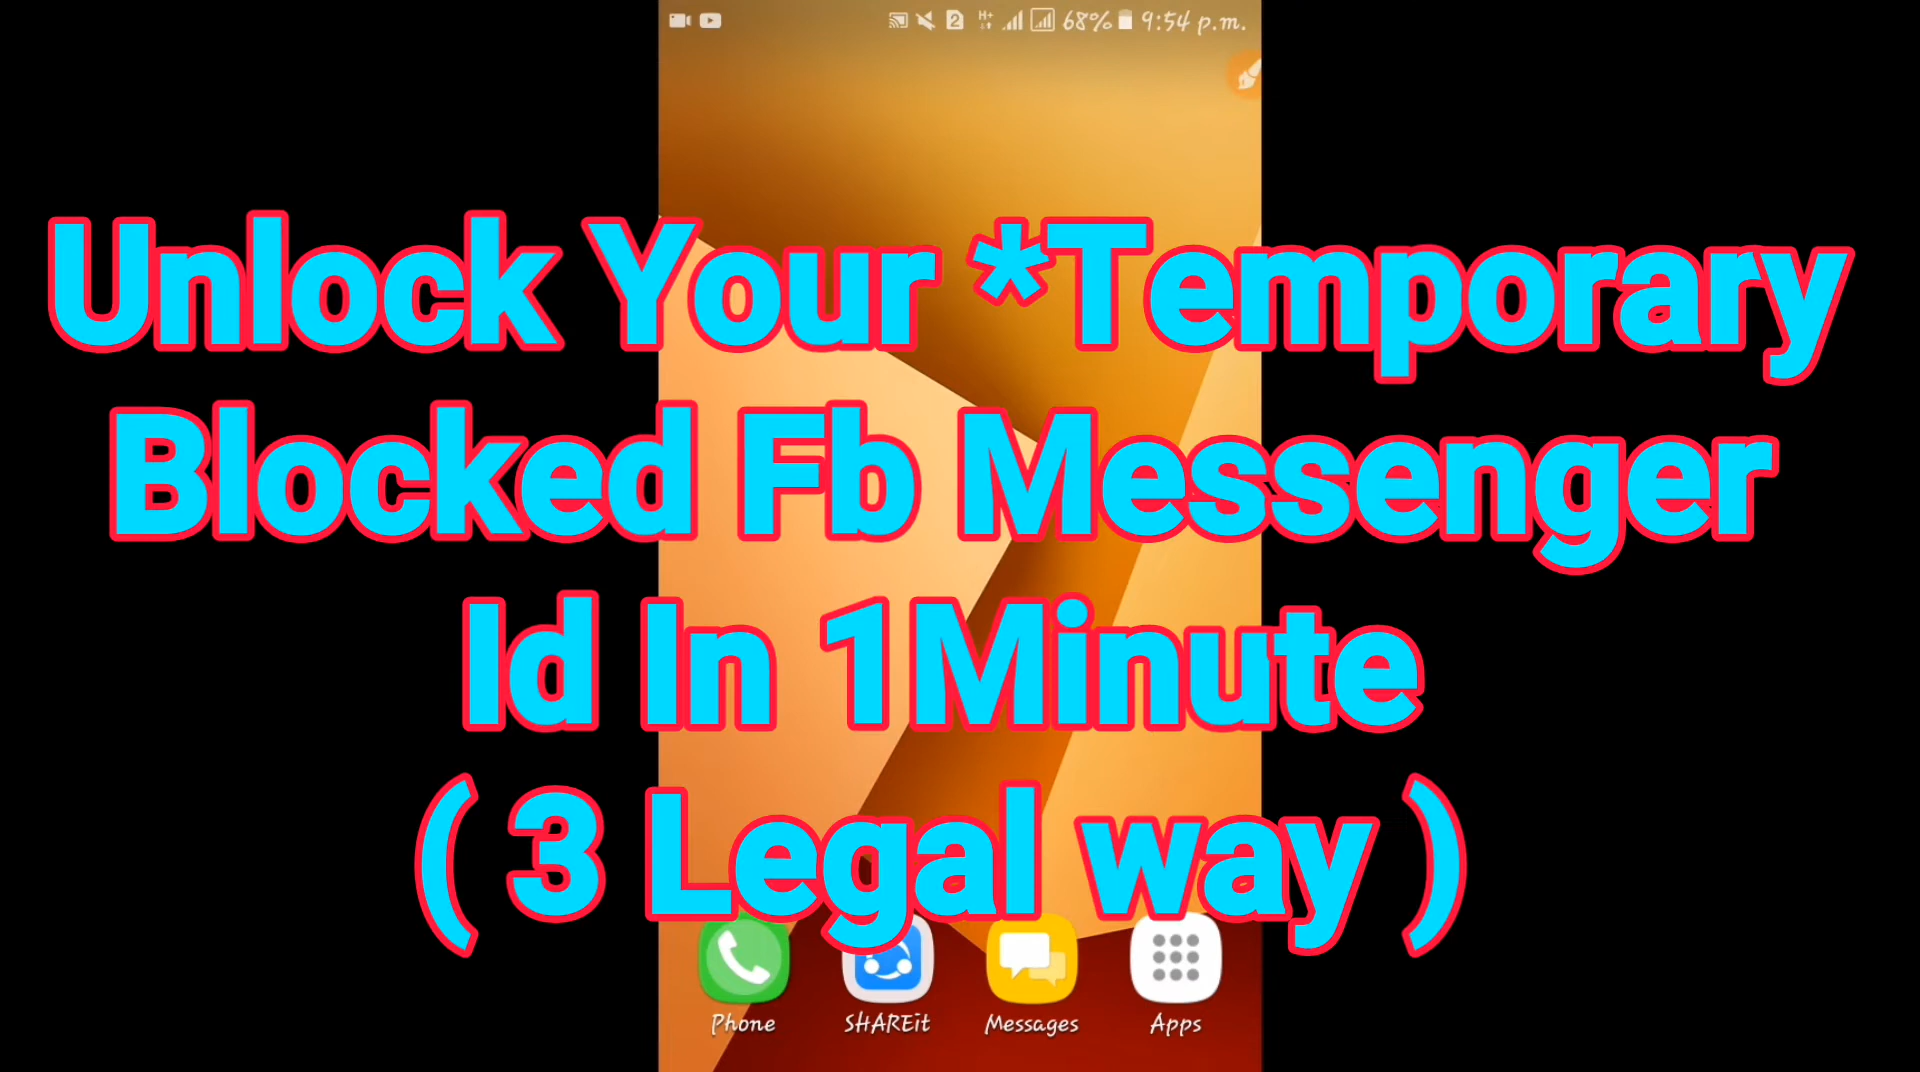 2 H+ 68% 9:54 p.m.
Unlock Your *Temporary
Blocked Fb Messenger
Id In 1Minute
( 3 Legal way )
Phone SHAREit Messages Apps